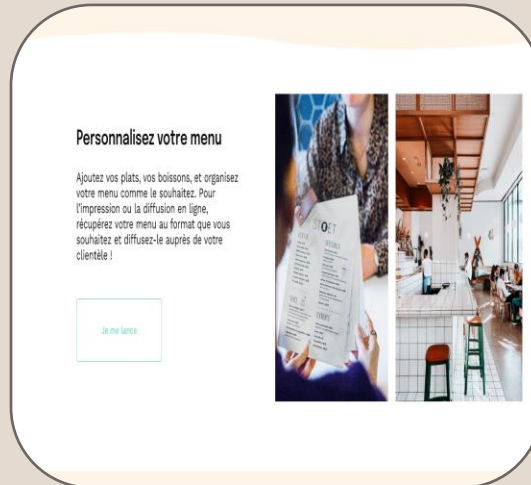 Personnalisez votre menu
Ajoutez vos plats, vos boissons, et organisez
votre menu comme le souhaitez. Pour
l'impression ou la diffusion en ligne,
récupérez votre menu au format que vous
souhaitez et diffusez-le auprès de votre
clientèle !
Je me lance
STOET